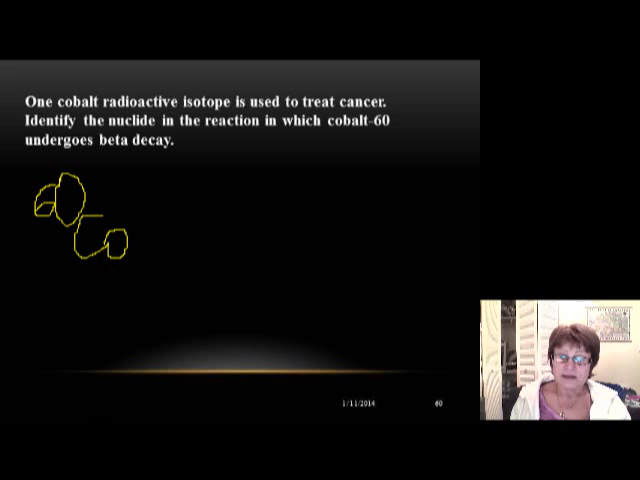 One cobalt radioactive isotope is used to treat cancer.
Identify the nuclide in the reaction in which cobalt-60
undergoes beta decay.
60
Co
1/11/2014
60